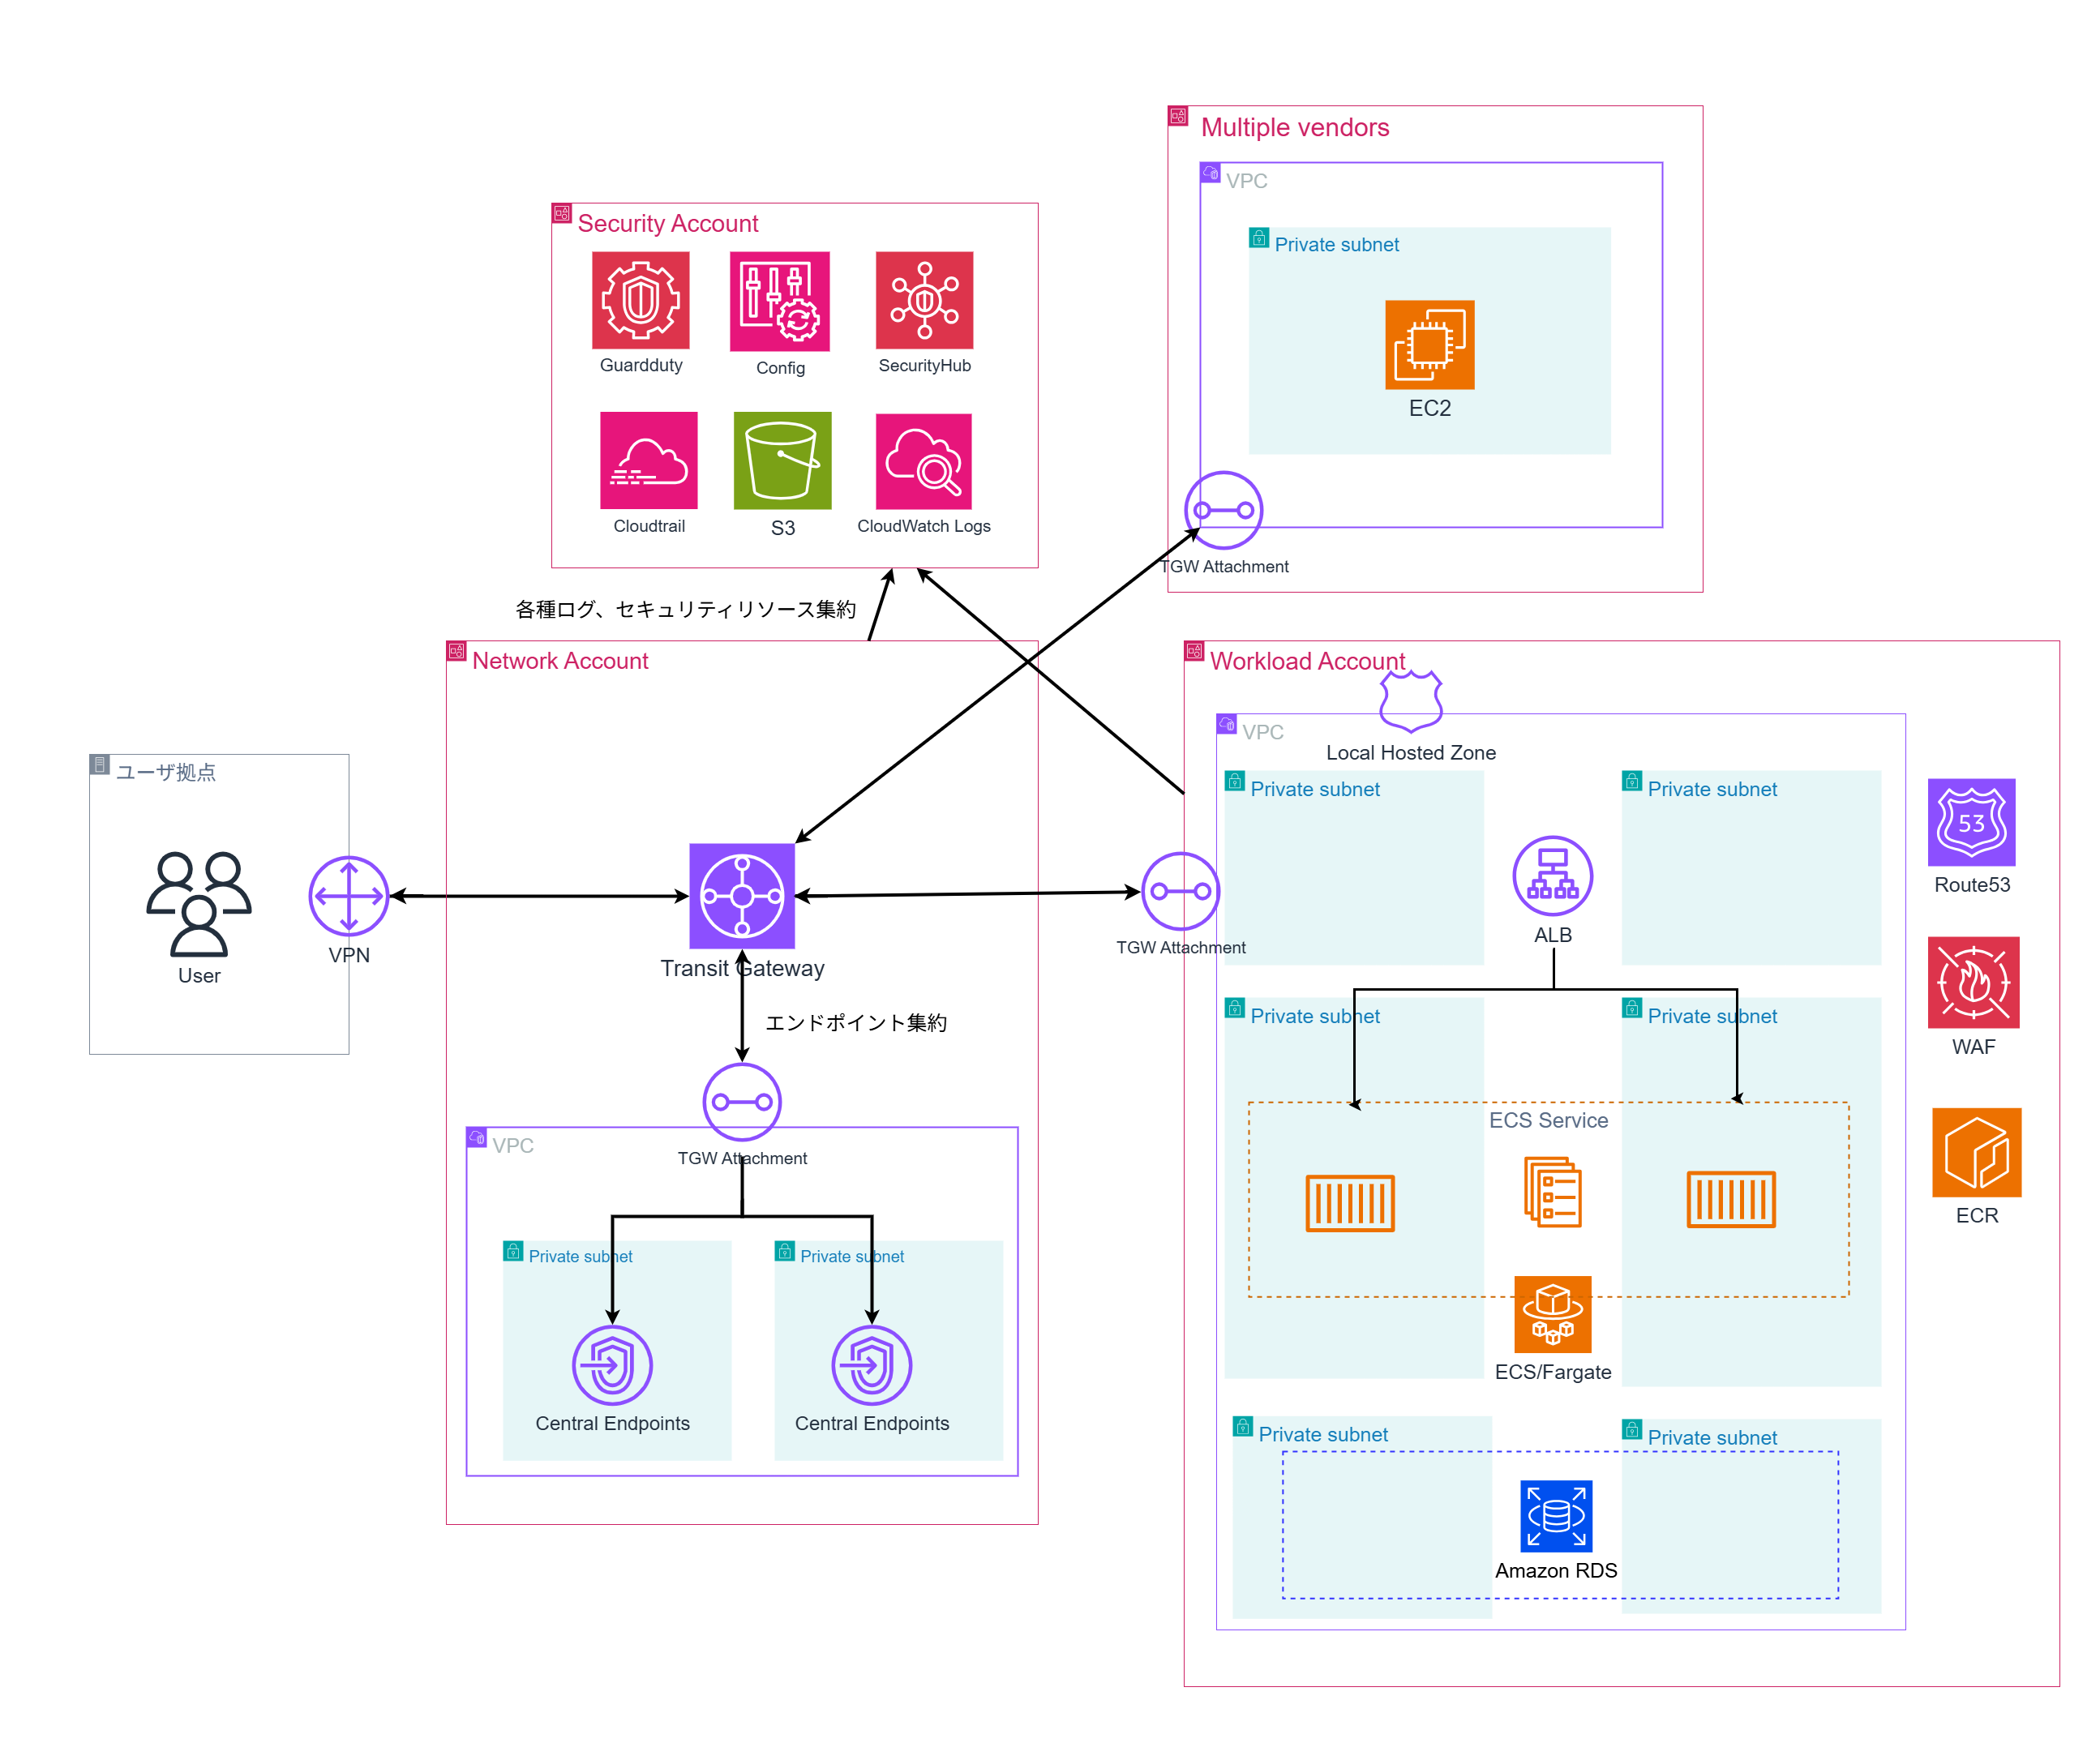 Multiple vendors
VPC
Private subnet
EC2
TGW Attachment
Security Account
Guardduty
Config
SecurityHub
Cloudtrail
S3
CloudWatch Logs
各種ログ、セキュリティリソース集約
Network Account
ユーザ拠点
User
VPN
Transit Gateway
エンドポイント集約
TGW Attachment
VPC
Private subnet
Private subnet
Central Endpoints
Central Endpoints
Workload Account
VPC
Local Hosted Zone
Private subnet
Private subnet
ALB
TGW Attachment
Private subnet
Private subnet
ECS Service
ECS/Fargate
Private subnet
Private subnet
Amazon RDS
53
Route53
WAF
ECR